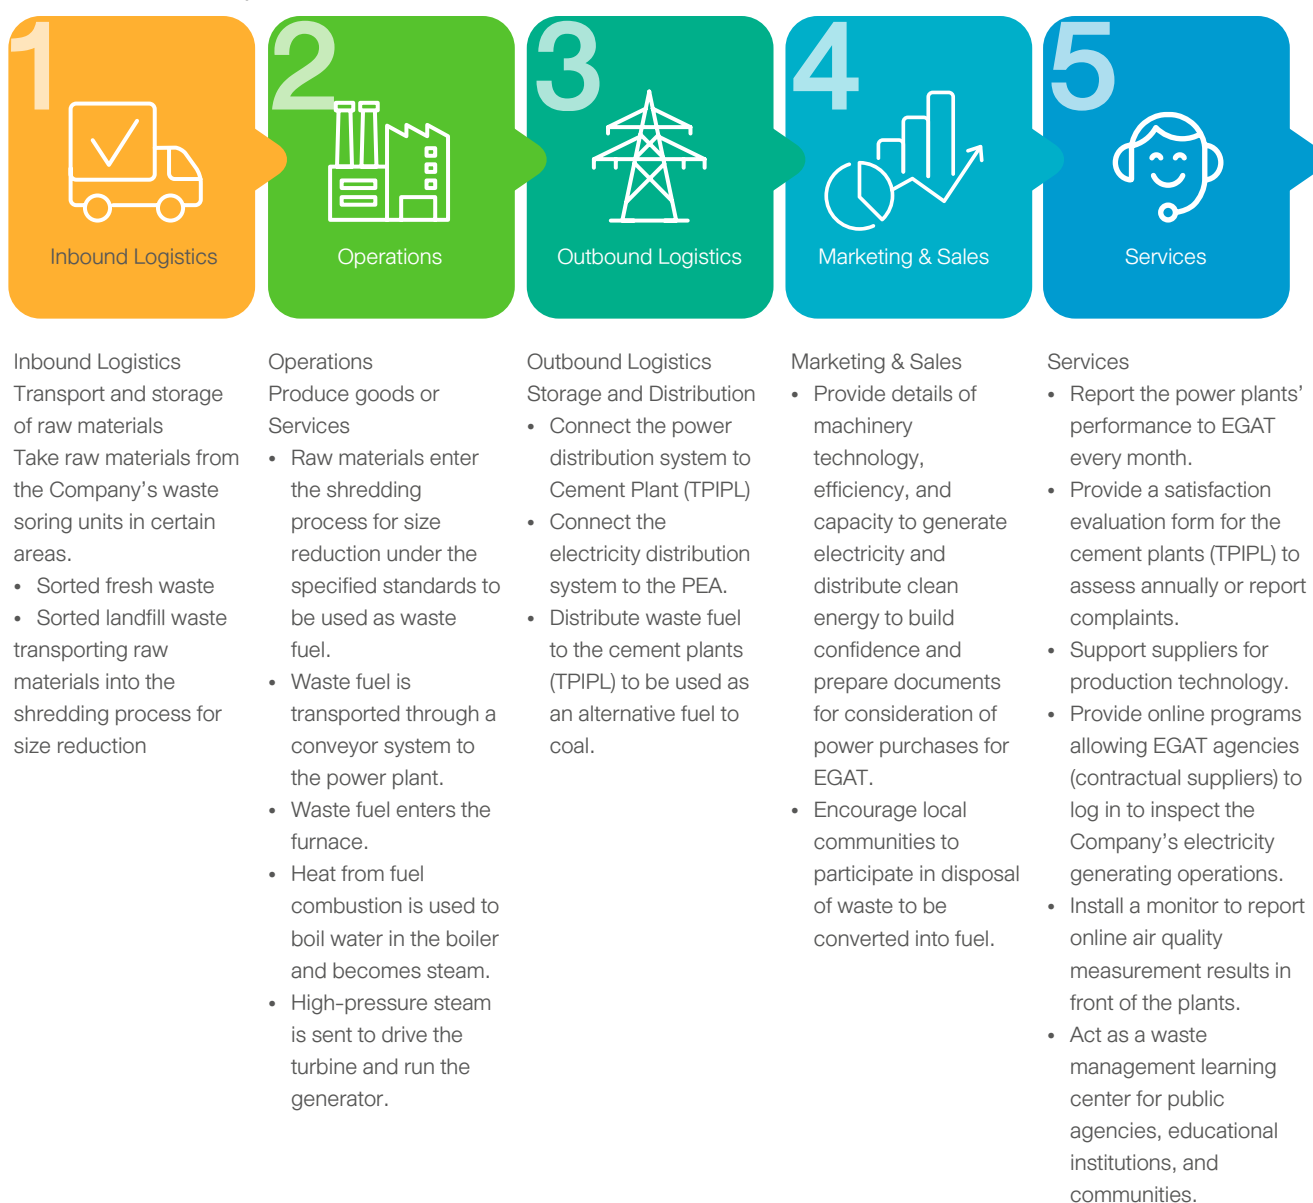 1
Inbound Logistics
2
Operations
3
Outbound Logistics
4
Marketing & Sales
5
Services
Inbound Logistics
Transport and storage
of raw materials
Take raw materials from
the Company’s waste
soring units in certain
areas.
• Sorted fresh waste
• Sorted landfill waste
transporting raw
materials into the
shredding process for
size reduction
Operations
Produce goods or
Services
• Raw materials enter
the shredding
process for size
reduction under the
specified standards to
be used as waste
fuel.
• Waste fuel is
transported through a
conveyor system to
the power plant.
• Waste fuel enters the
furnace.
• Heat from fuel
combustion is used to
boil water in the boiler
and becomes steam.
• High-pressure steam
is sent to drive the
turbine and run the
generator.
Outbound Logistics
Storage and Distribution
• Connect the power
distribution system to
Cement Plant (TPIPL)
• Connect the
electricity distribution
system to the PEA.
• Distribute waste fuel
to the cement plants
(TPIPL) to be used as
an alternative fuel to
coal.
Marketing & Sales
• Provide details of
machinery
technology,
efficiency, and
capacity to generate
electricity and
distribute clean
energy to build
confidence and
prepare documents
for consideration of
power purchases for
EGAT.
• Encourage local
communities to
participate in disposal
of waste to be
converted into fuel.
Services
• Report the power plants’
performance to EGAT
every month.
• Provide a satisfaction
evaluation form for the
cement plants (TPIPL) to
assess annually or report
complaints.
• Support suppliers for
production technology.
• Provide online programs
allowing EGAT agencies
(contractual suppliers) to
log in to inspect the
Company’s electricity
generating operations.
• Install a monitor to report
online air quality
measurement results in
front of the plants.
• Act as a waste
management learning
center for public
agencies, educational
institutions, and
communities.